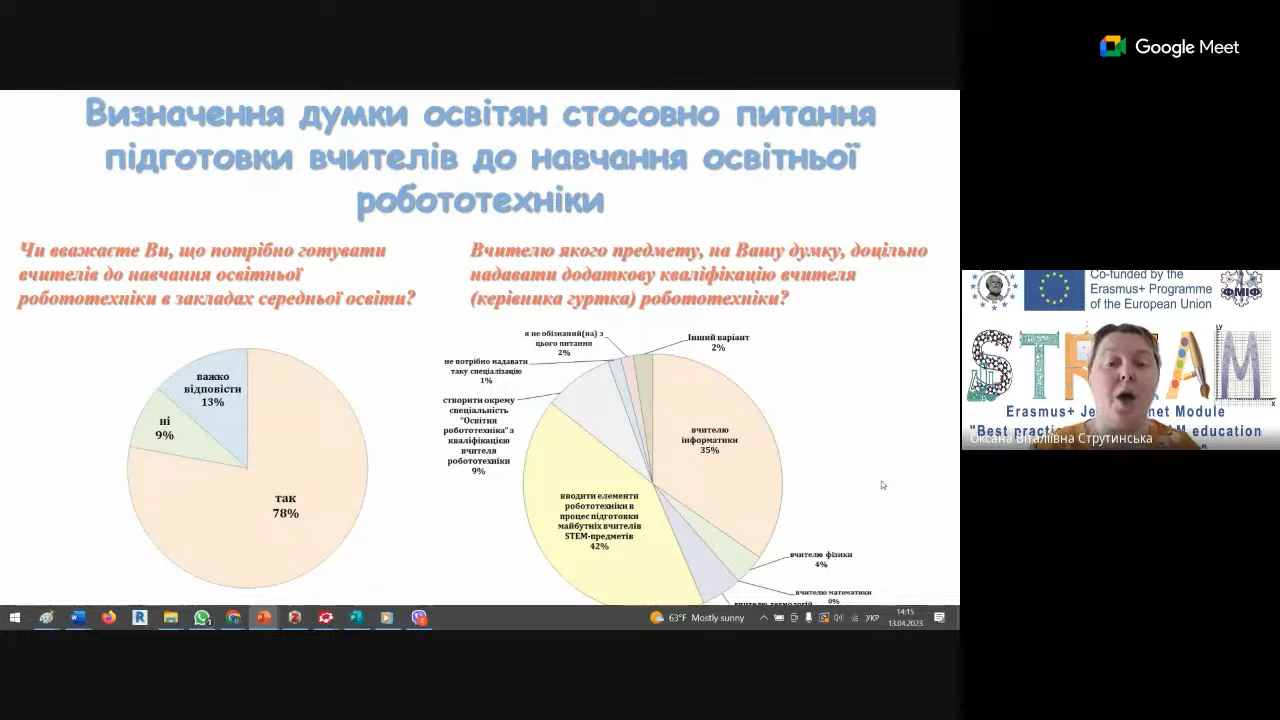 Google Meet
Визначення думки освітян стосовно питання
підготовки вчителів до навчання освітньої
робототехніки
Чи вважаєте Ви, що потрібно готувати
вчителів до навчання освітньої
робототехніки в закладах середньої освіти?
Вчителю якого предмету, на Вашу думку, доцільно
надавати додаткову кваліфікацію вчителя
(керівника гуртка) робототехніки?
важко
відповісти
13%
ні
9%
так
78%
я не обізнаний(на) з
цього питання
2%
Інший варіант
2%
не потрібно надавати
таку спеціалізацію
1%
створити окрему
спеціальність
"Освітня
робототехніка" з
кваліфікацією
вчителя
робототехніки
9%
вчителю
інформатики
35%
вводити елементи
робототехніки в
процес підготовки
майбутніх вчителів
STEM-предметів
42%
вчителю фізики
4%
вчителю математики
0%
вчителю технологій
Co-funded by the
Erasmus+ Programme
of the European Union
ФМІФ
Erasmus+ Je net Module
"Best pract M education
Оксана Віталіївна Струтинська
63°F Mostly sunny
УКР
14:15
13.04.2023